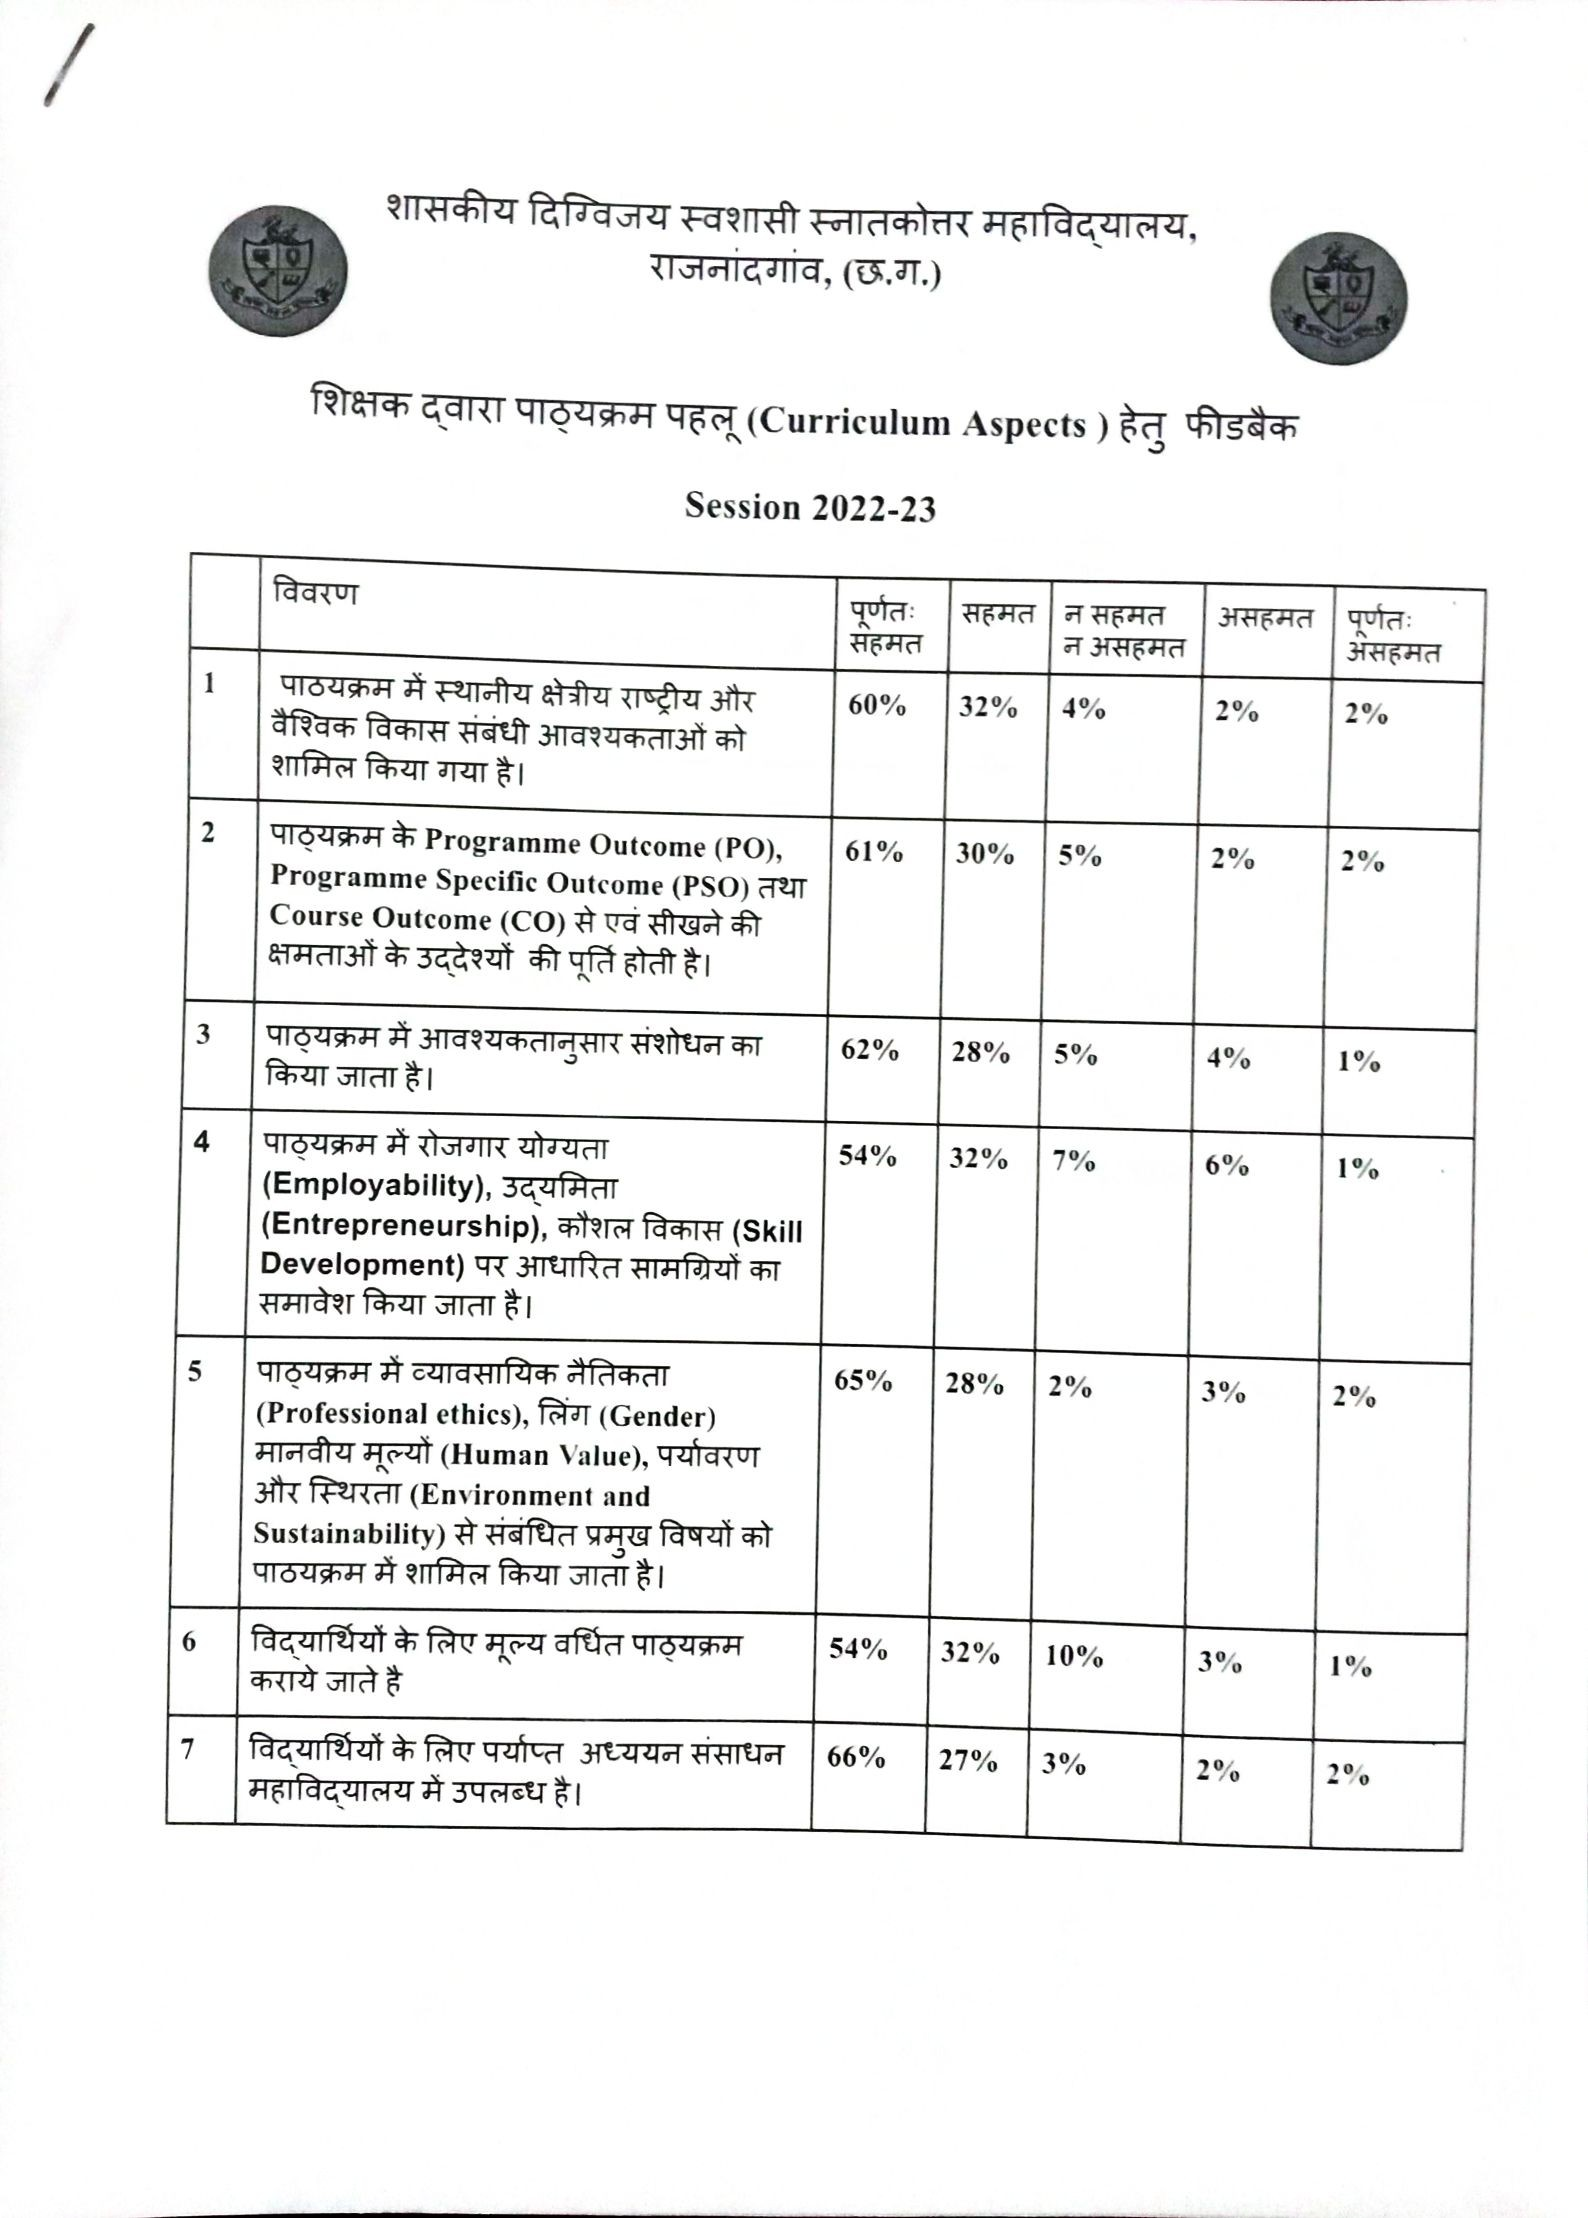 शासकीय दिग्विजय स्वशासी स्नातकोत्तर महाविद्यालय,
राजनांदगांव, (छ.ग.)
शिक्षक द्वारा पाठ्यक्रम पहलू (Curriculum Aspects ) हेतु फीडबैक
Session 2022-23
विवरण
पूर्णतः
सहमत
सहमत
न सहमत
न असहमत
असहमत
पूर्णतः
असहमत
1
पाठयक्रम में स्थानीय क्षेत्रीय राष्ट्रीय और
वैश्विक विकास संबंधी आवश्यकताओं को
शामिल किया गया है।
60% 32% 4% 2% 2%
2
पाठ्यक्रम के Programme Outcome (PO),
Programme Specific Outcome (PSO) तथा
Course Outcome (CO) से एवं सीखने की
क्षमताओं के उद्देश्यों की पूर्ति होती है।
61% 30% 5% 2% 2%
3
पाठ्यक्रम में आवश्यकतानुसार संशोधन का
किया जाता है।
62% 28% 5% 4% 1%
4
पाठ्यक्रम में रोजगार योग्यता
(Employability), उद्यमिता
(Entrepreneurship), कौशल विकास (Skill
Development) पर आधारित सामग्रियों का
समावेश किया जाता है।
54% 32% 7% 6% 1%
5
पाठ्यक्रम में व्यावसायिक नैतिकता
(Professional ethics), लिंग (Gender)
मानवीय मूल्यों (Human Value), पर्यावरण
और स्थिरता (Environment and
Sustainability) से संबंधित प्रमुख विषयों को
पाठयक्रम में शामिल किया जाता है।
65% 28% 2% 3% 2%
6
विद्यार्थियों के लिए मूल्य वर्धित पाठ्यक्रम
कराये जाते है
54% 32% 10% 3% 1%
7
विद्यार्थियों के लिए पर्याप्त अध्ययन संसाधन
महाविद्यालय में उपलब्ध है।
66% 27% 3% 2% 2%